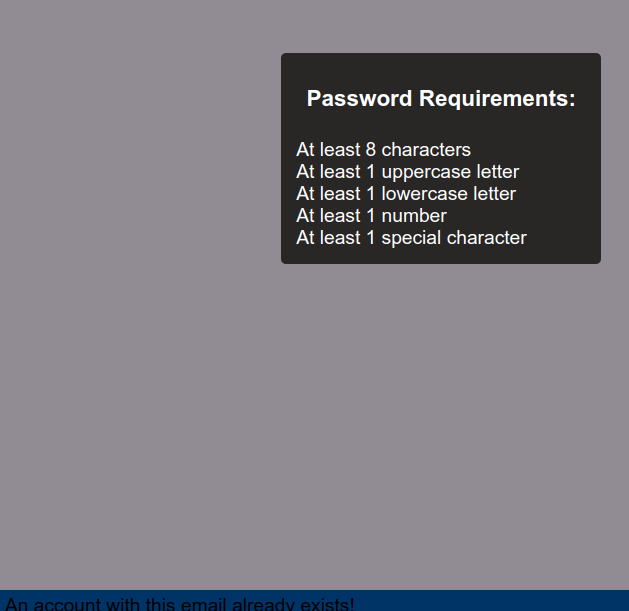 Password Requirements:
At least 8 characters
At least 1 uppercase letter
At least 1 lowercase letter
At least 1 number
At least 1 special character
An account with this email already exists!